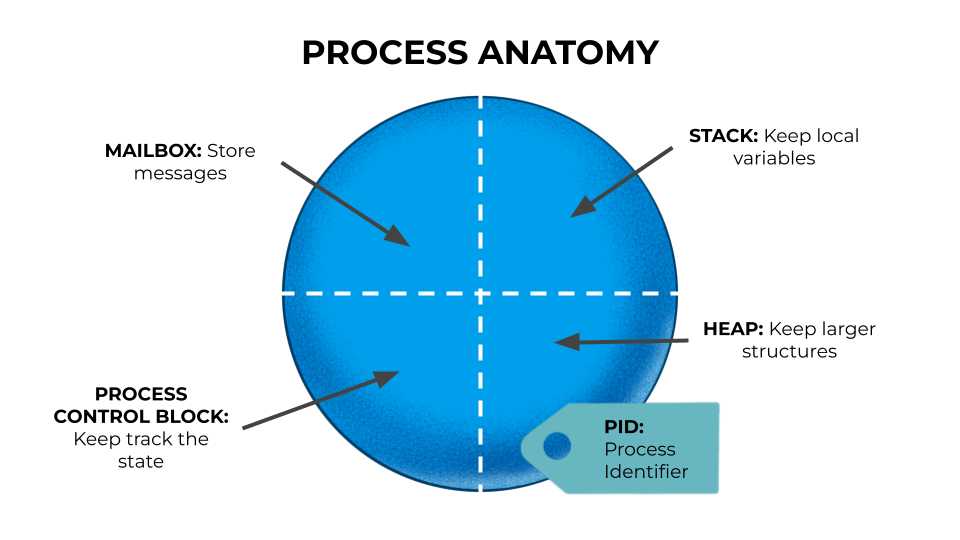 PROCESS ANATOMY
MAILBOX: Store
messages
STACK: Keep local
variables
HEAP: Keep larger
structures
PROCESS
CONTROL BLOCK:
Keep track the
state
PID:
Process
Identifier